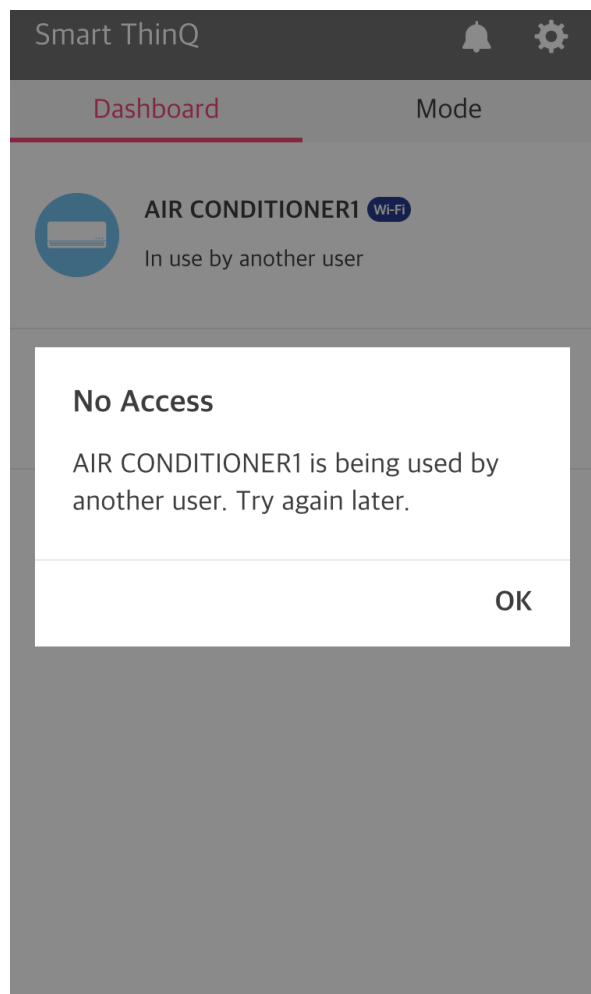 Smart ThinQ
Dashboard Mode
AIR CONDITIONER1 Wi-Fi
In use by another user
No Access
AIR CONDITIONER1 is being used by
another user. Try again later.
OK